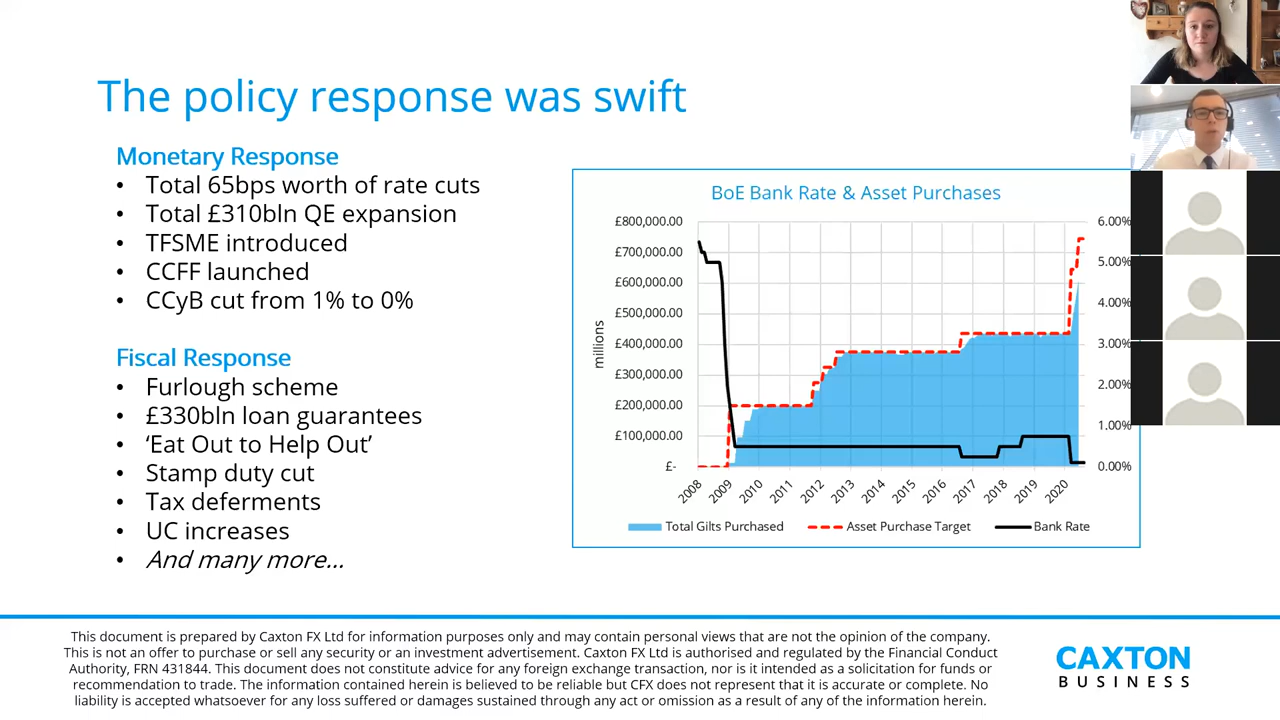 The policy response was swift
Monetary Response
• Total 65bps worth of rate cuts
• Total £310bln QE expansion
• TFSME introduced
• CCFF launched
• CCyB cut from 1% to 0%
Fiscal Response
• Furlough scheme
• £330bln loan guarantees
• ‘Eat Out to Help Out’
• Stamp duty cut
• Tax deferments
• UC increases
• And many more...
BoE Bank Rate & Asset Purchases
£800,000.00
£700,000.00
£600,000.00
£500,000.00
£400,000.00
£300,000.00
£200,000.00
£100,000.00
£-
millions
6.00%
5.00%
4.00%
3.00%
2.00%
1.00%
0.00%
2008 2009 2010 2011 2012 2013 2014 2015 2016 2017 2018 2019 2020
Total Gilts Purchased Asset Purchase Target Bank Rate
This document is prepared by Caxton FX Ltd for information purposes only and may contain personal views that are not the opinion of the company.
This is not an offer to purchase or sell any security or an investment advertisement. Caxton FX Ltd is authorised and regulated by the Financial Conduct
Authority, FRN 431844. This document does not constitute advice for any foreign exchange transaction, nor is it intended as a solicitation for funds or
recommendation to trade. The information contained herein is believed to be reliable but CFX does not represent that it is accurate or complete. No
liability is accepted whatsoever for any loss suffered or damages sustained through any act or omission as a result of any of the information herein.
CAXTON
BUSINESS